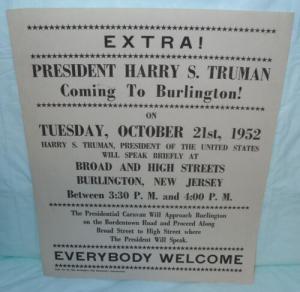 EXTRA!
PRESIDENT HARRY S. TRUMAN
Coming To Burlington!
ON
TUESDAY, OCTOBER 21st, 1952
HARRY S. TRUMAN, PRESIDENT OF THE UNITED STATES
WILL SPEAK BRIEFLY AT
BROAD AND HIGH STREETS
BURLINGTON, NEW JERSEY
Between 3:30 P. M. and 4:00 P. M.
The Presidential Caravan Will Approach Burlington
on the Bordentown Road and Proceed Along
Broad Street to High Street where
The President Will Speak.
EVERYBODY WELCOME